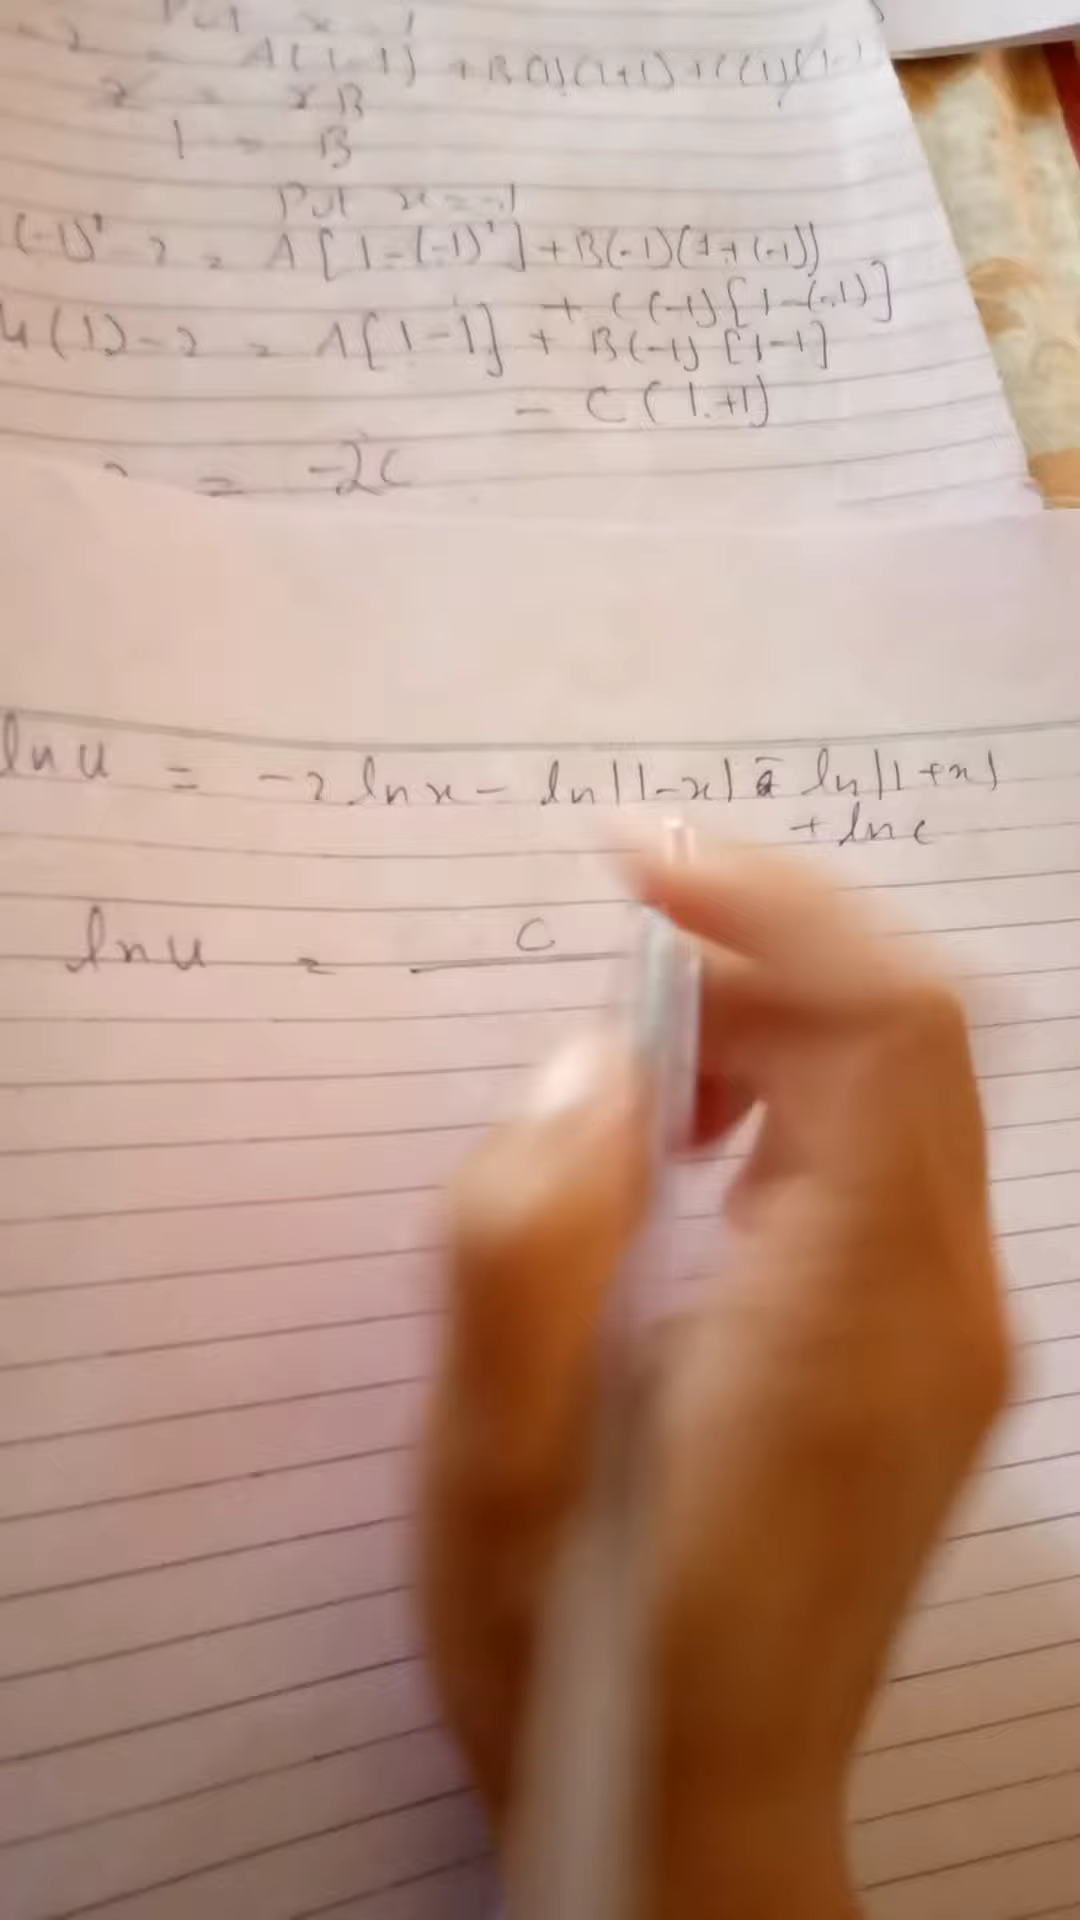 Put x = 1
-2 = A(1-1) + B(1)(1+1) + C(1)(1-
2 = 2B
1 = B
Put x = -1
(-1)² - 2 = A[1-(-1)²] + B(-1)(1+(-1))
+ C(-1)[1-(-1)]
4(1)-2 = A[1-1] + B(-1)[1-1]
- C(1+1)
2 = -2C
ln u = -2 ln x - ln|1-x| - ln|1+x|
+ ln c
ln u = c